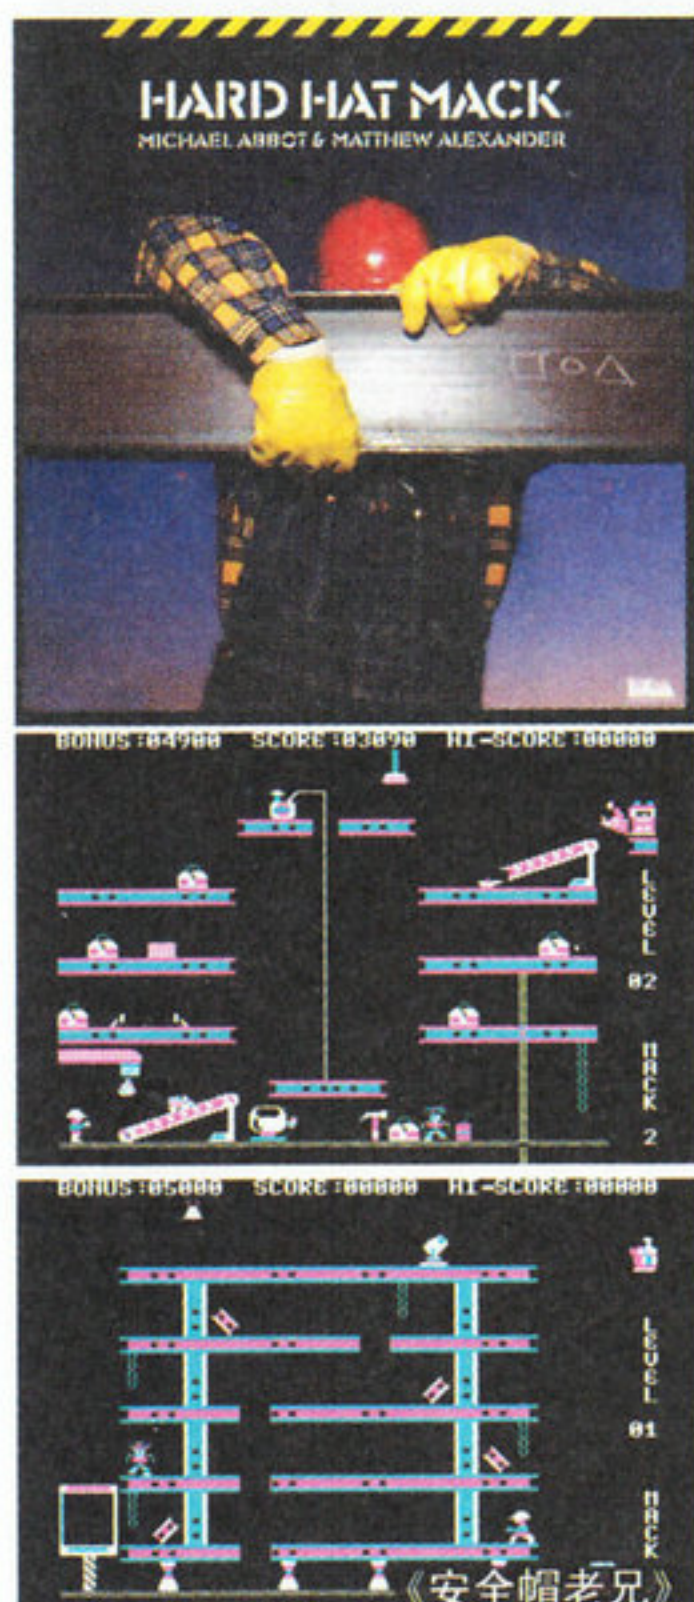 HARD HAT MACK
MICHAEL ABBOT & MATTHEW ALEXANDER
BONUS:04900 SCORE:03090 HI-SCORE:00000
LEVEL
02
MACK
2
BONUS:05000 SCORE:00000 HI-SCORE:00000
LEVEL
01
MACK
《安全帽老兄》